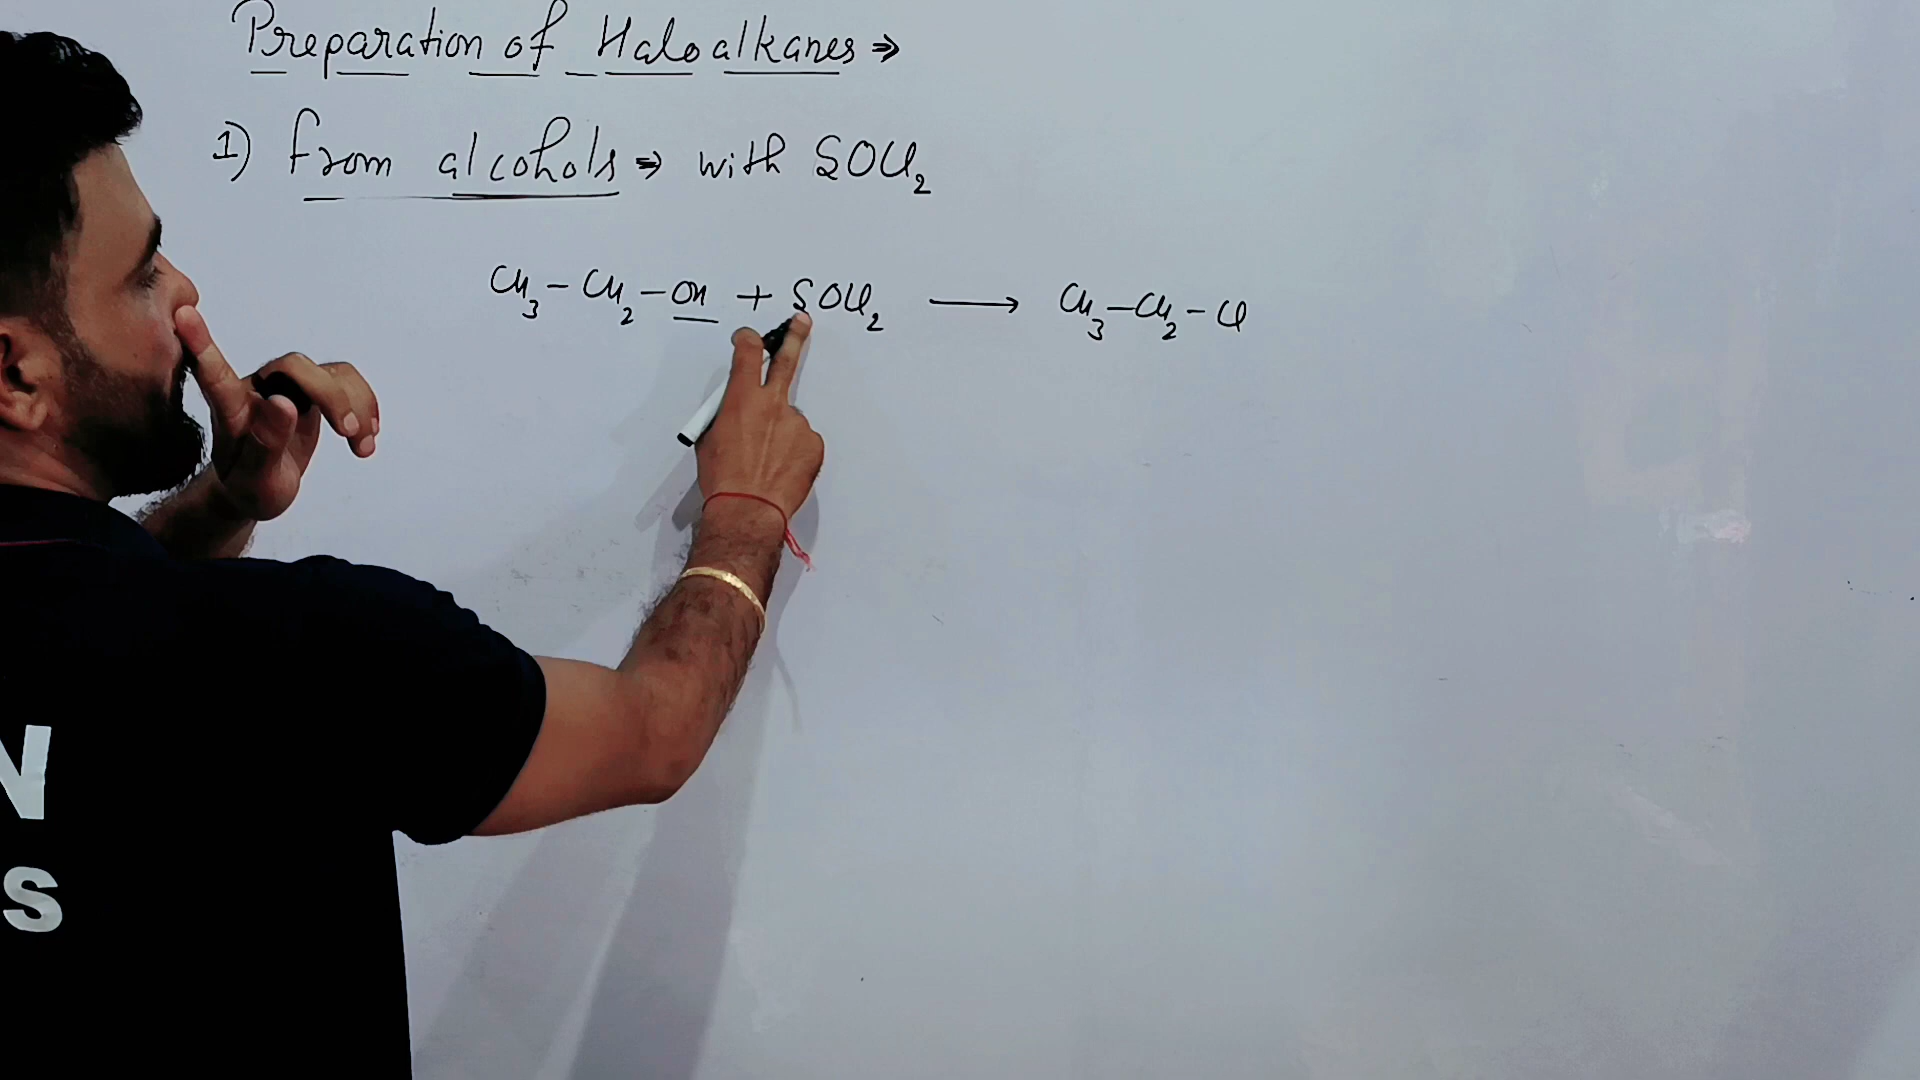 Preparation of Haloalkanes ⇒
1) from alcohols ⇒ with SOCl₂
CH₃-CH₂-OH + SOCl₂ ⟶ CH₃-CH₂-Cl
N
S